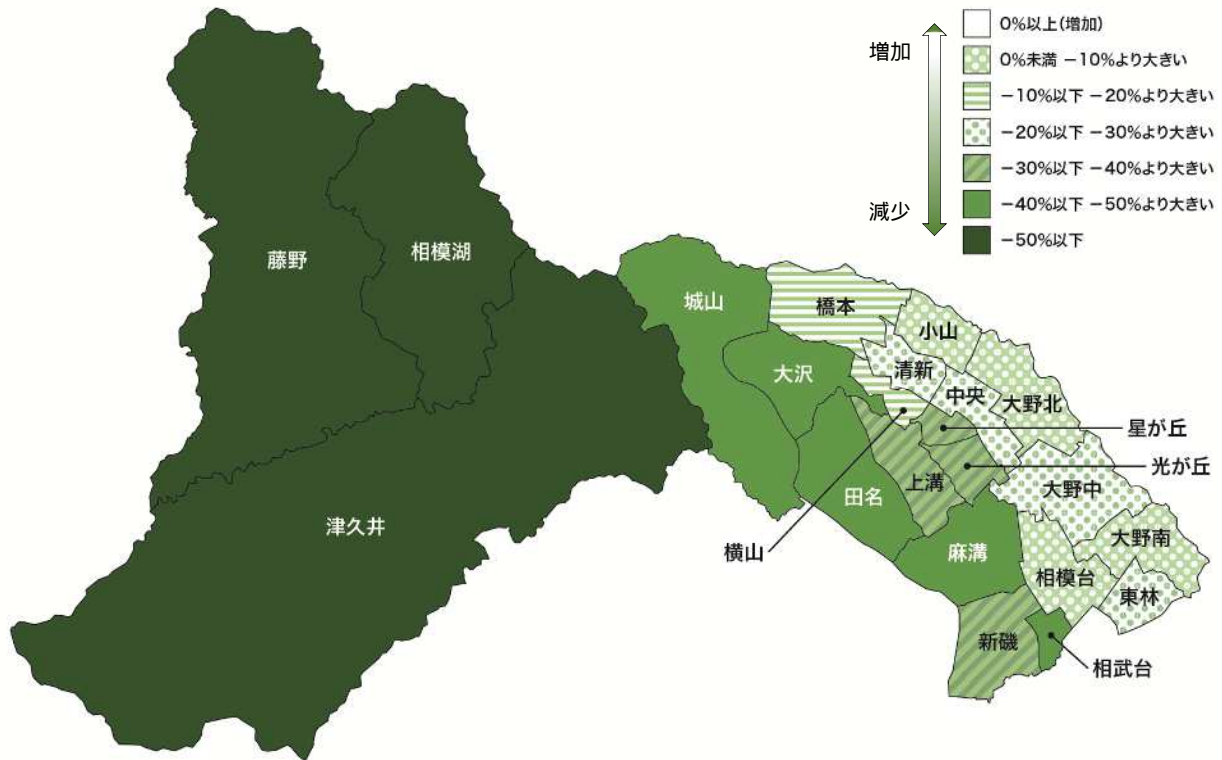 増加
減少
0%以上(増加)
0%未満 −10%より大きい
−10%以下 −20%より大きい
−20%以下 −30%より大きい
−30%以下 −40%より大きい
−40%以下 −50%より大きい
−50%以下
藤野
相模湖
津久井
城山
橋本
小山
大沢
清新
中央
大野北
星が丘
光が丘
上溝
田名
大野中
横山
麻溝
大野南
相模台
東林
新磯
相武台